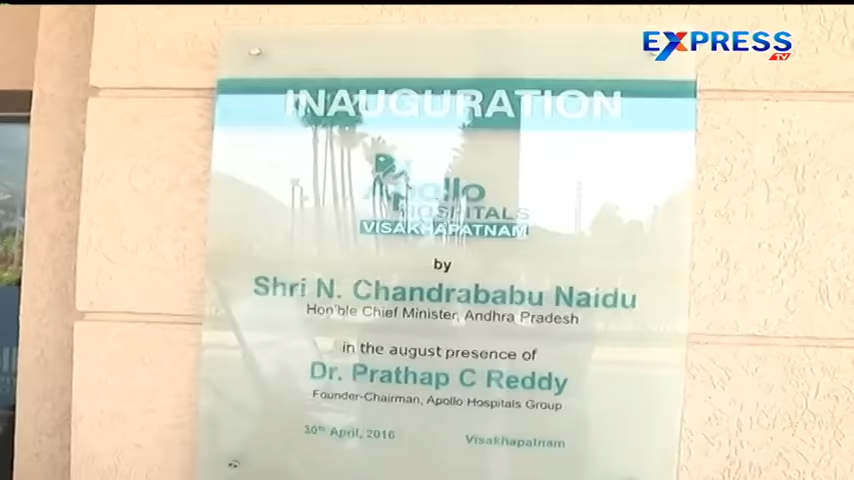 EXPRESS
TV
INAUGURATION
Apollo
HOSPITALS
VISAKHAPATNAM
by
Shri N. Chandrababu Naidu
Hon'ble Chief Minister, Andhra Pradesh
in the august presence of
Dr. Prathap C Reddy
Founder-Chairman, Apollo Hospitals Group
30th April, 2016 Visakhapatnam